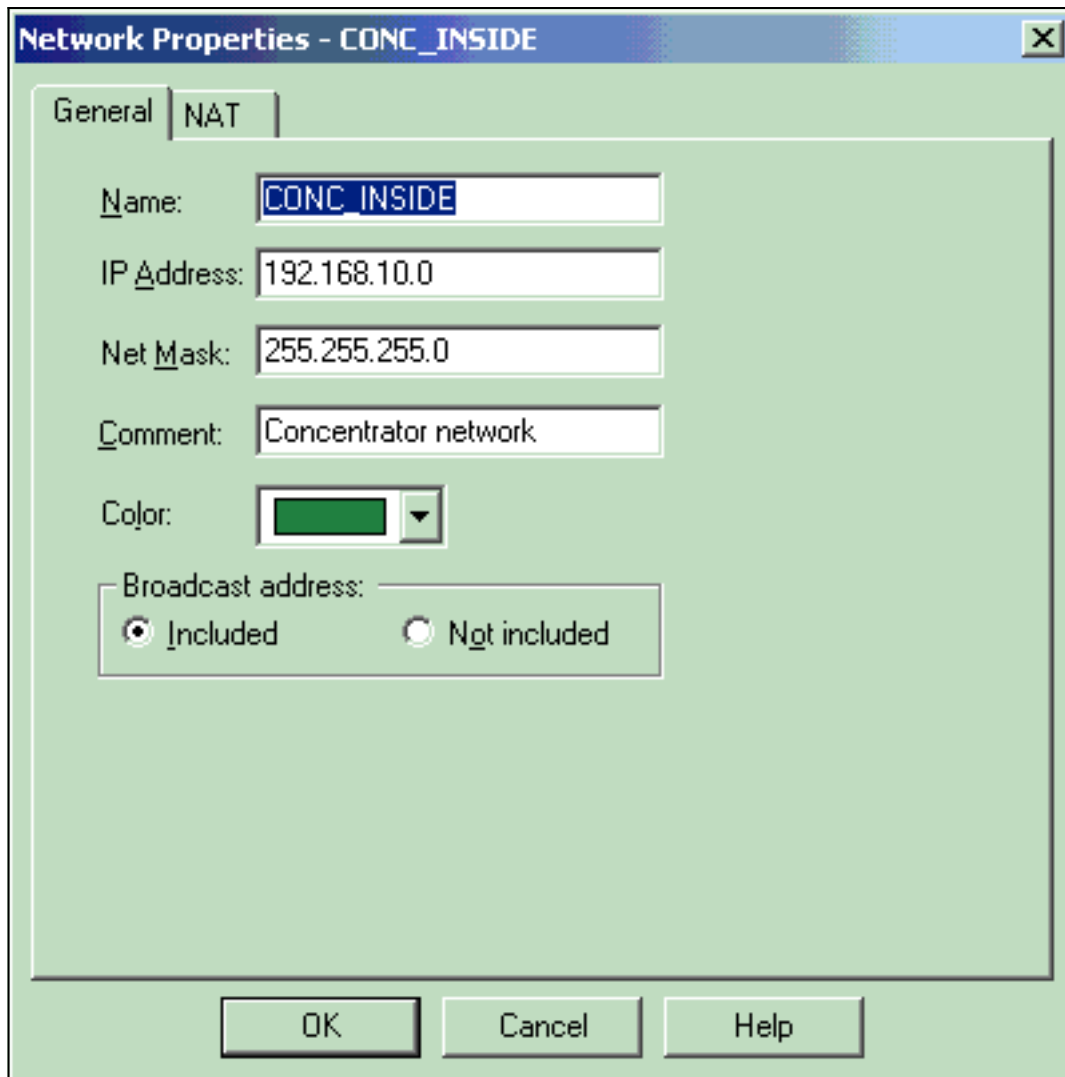 Network Properties - CONC_INSIDE
General NAT
Name: CONC_INSIDE
IP Address: 192.168.10.0
Net Mask: 255.255.255.0
Comment: Concentrator network
Color:
Broadcast address:
Included Not included
OK Cancel Help